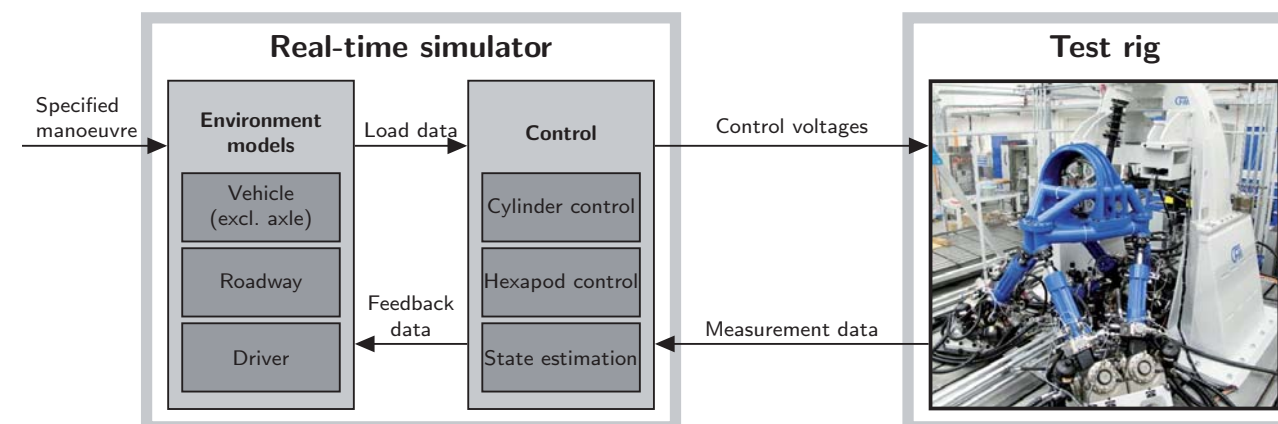 Real-time simulator
Test rig
Specified
manoeuvre
Environment
models
Vehicle
(excl. axle)
Roadway
Driver
Load data
Feedback
data
Control
Cylinder control
Hexapod control
State estimation
Control voltages
Measurement data